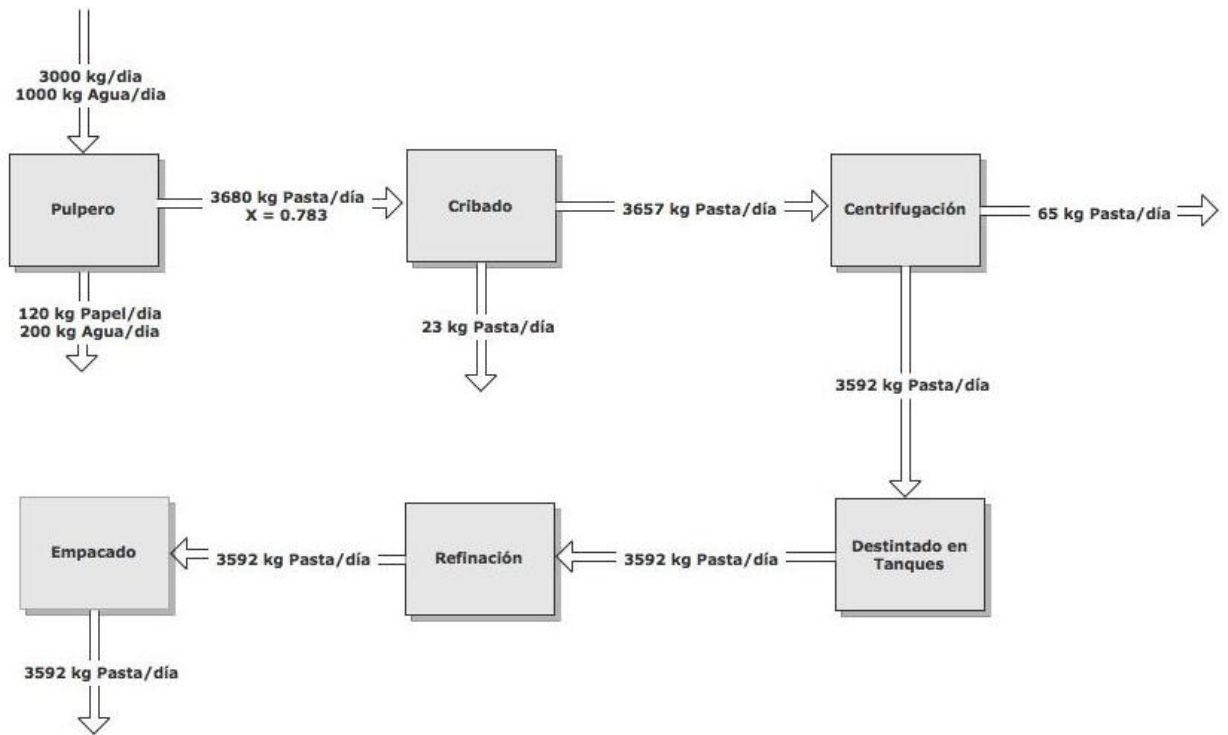 3000 kg/dia
1000 kg Agua/dia
Pulpero
3680 kg Pasta/día
X = 0.783
Cribado
3657 kg Pasta/día
Centrifugación
65 kg Pasta/día
120 kg Papel/dia
200 kg Agua/dia
23 kg Pasta/día
3592 kg Pasta/día
Destintado en
Tanques
3592 kg Pasta/día
Refinación
3592 kg Pasta/día
Empacado
3592 kg Pasta/día